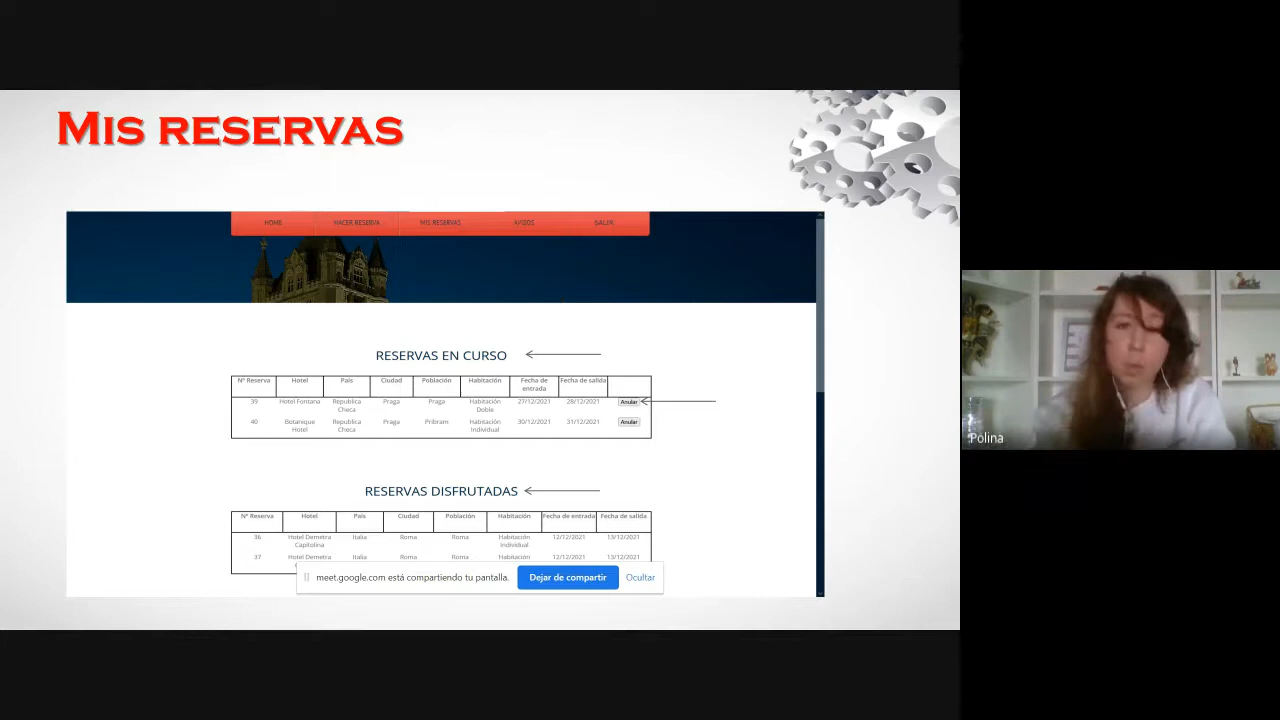 MIS RESERVAS
HOME HACER RESERVA MIS RESERVAS AVISOS SALIR
RESERVAS EN CURSO
Nº Reserva Hotel Pais Ciudad Población Habitación Fecha de entrada Fecha de salida
39 Hotel Fontana Republica Checa Praga Praga Habitación Doble 27/12/2021 28/12/2021 Anular
40 Botanique Hotel Republica Checa Praga Pribram Habitación Individual 30/12/2021 31/12/2021 Anular
RESERVAS DISFRUTADAS
Nº Reserva Hotel Pais Ciudad Población Habitación Fecha de entrada Fecha de salida
36 Hotel Demetra Capitolina Italia Roma Roma Habitación Individual 12/12/2021 13/12/2021
37 Hotel Demetra Italia Roma Roma Habitación 12/12/2021 13/12/2021
meet.google.com está compartiendo tu pantalla. Dejar de compartir Ocultar
Polina